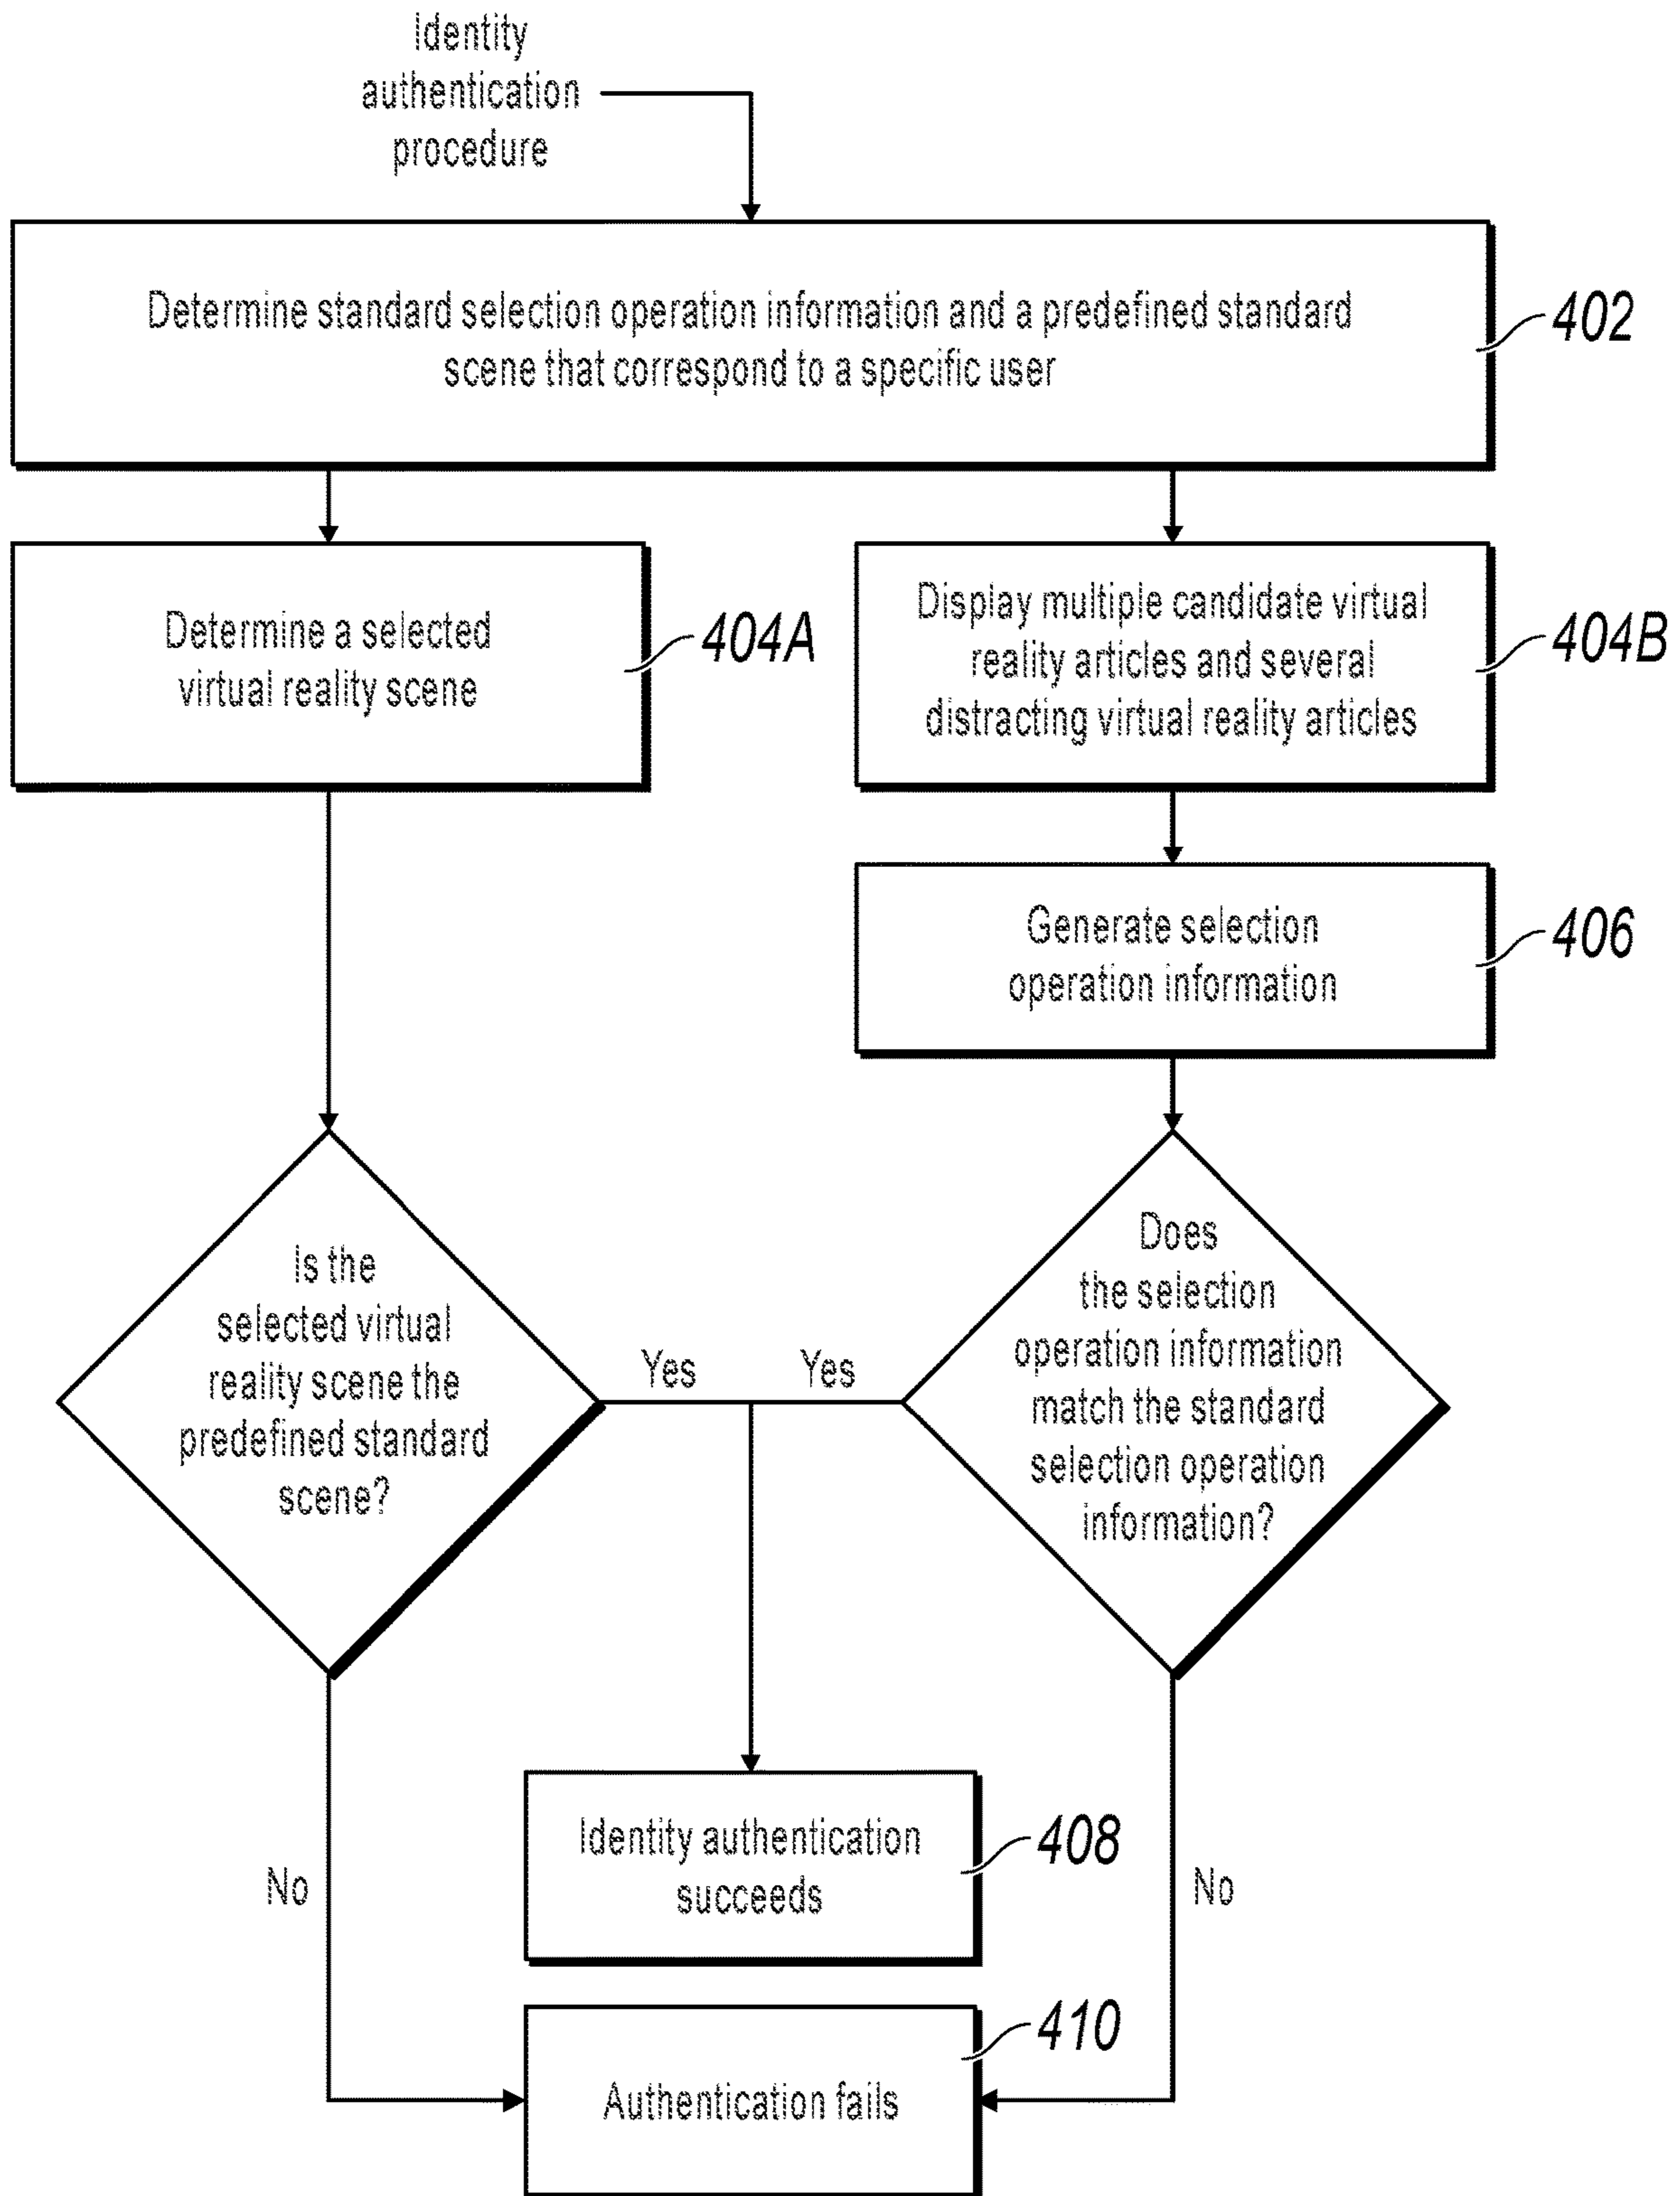 Identity
authentication
procedure
Determine standard selection operation information and a predefined standard
scene that correspond to a specific user
402
Determine a selected
virtual reality scene
404A
Display multiple candidate virtual
reality articles and several
distracting virtual reality articles
404B
Generate selection
operation information
406
Is the
selected virtual
reality scene the
predefined standard
scene?
Yes
Yes
Does
the selection
operation information
match the standard
selection operation
information?
Identity authentication
succeeds
408
No
No
Authentication fails
410